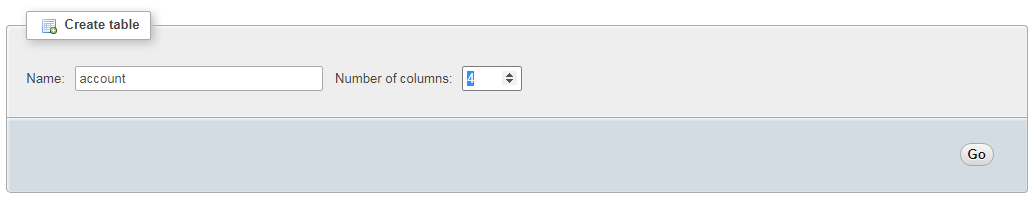 Create table
Name: account Number of columns: 4
Go